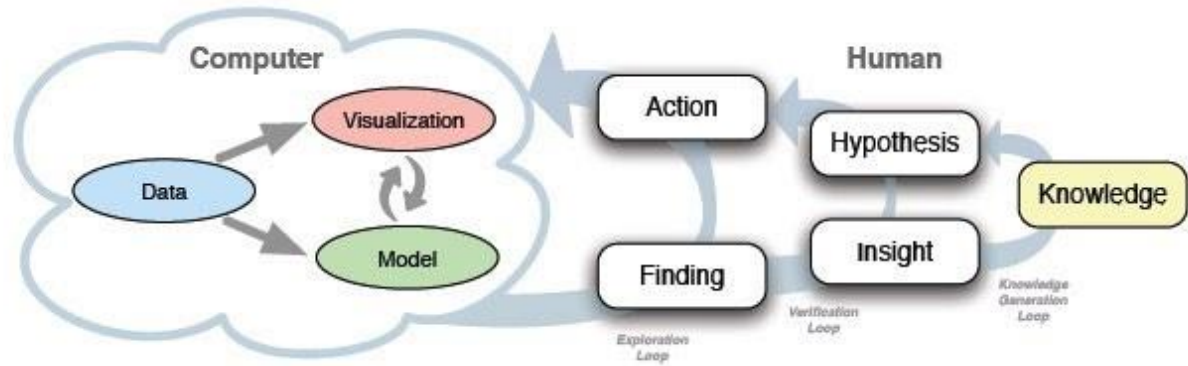 Computer
Human
Visualization
Action
Hypothesis
Data
Knowledge
Model
Finding
Insight
Exploration
Loop
Verification
Loop
Knowledge
Generation
Loop